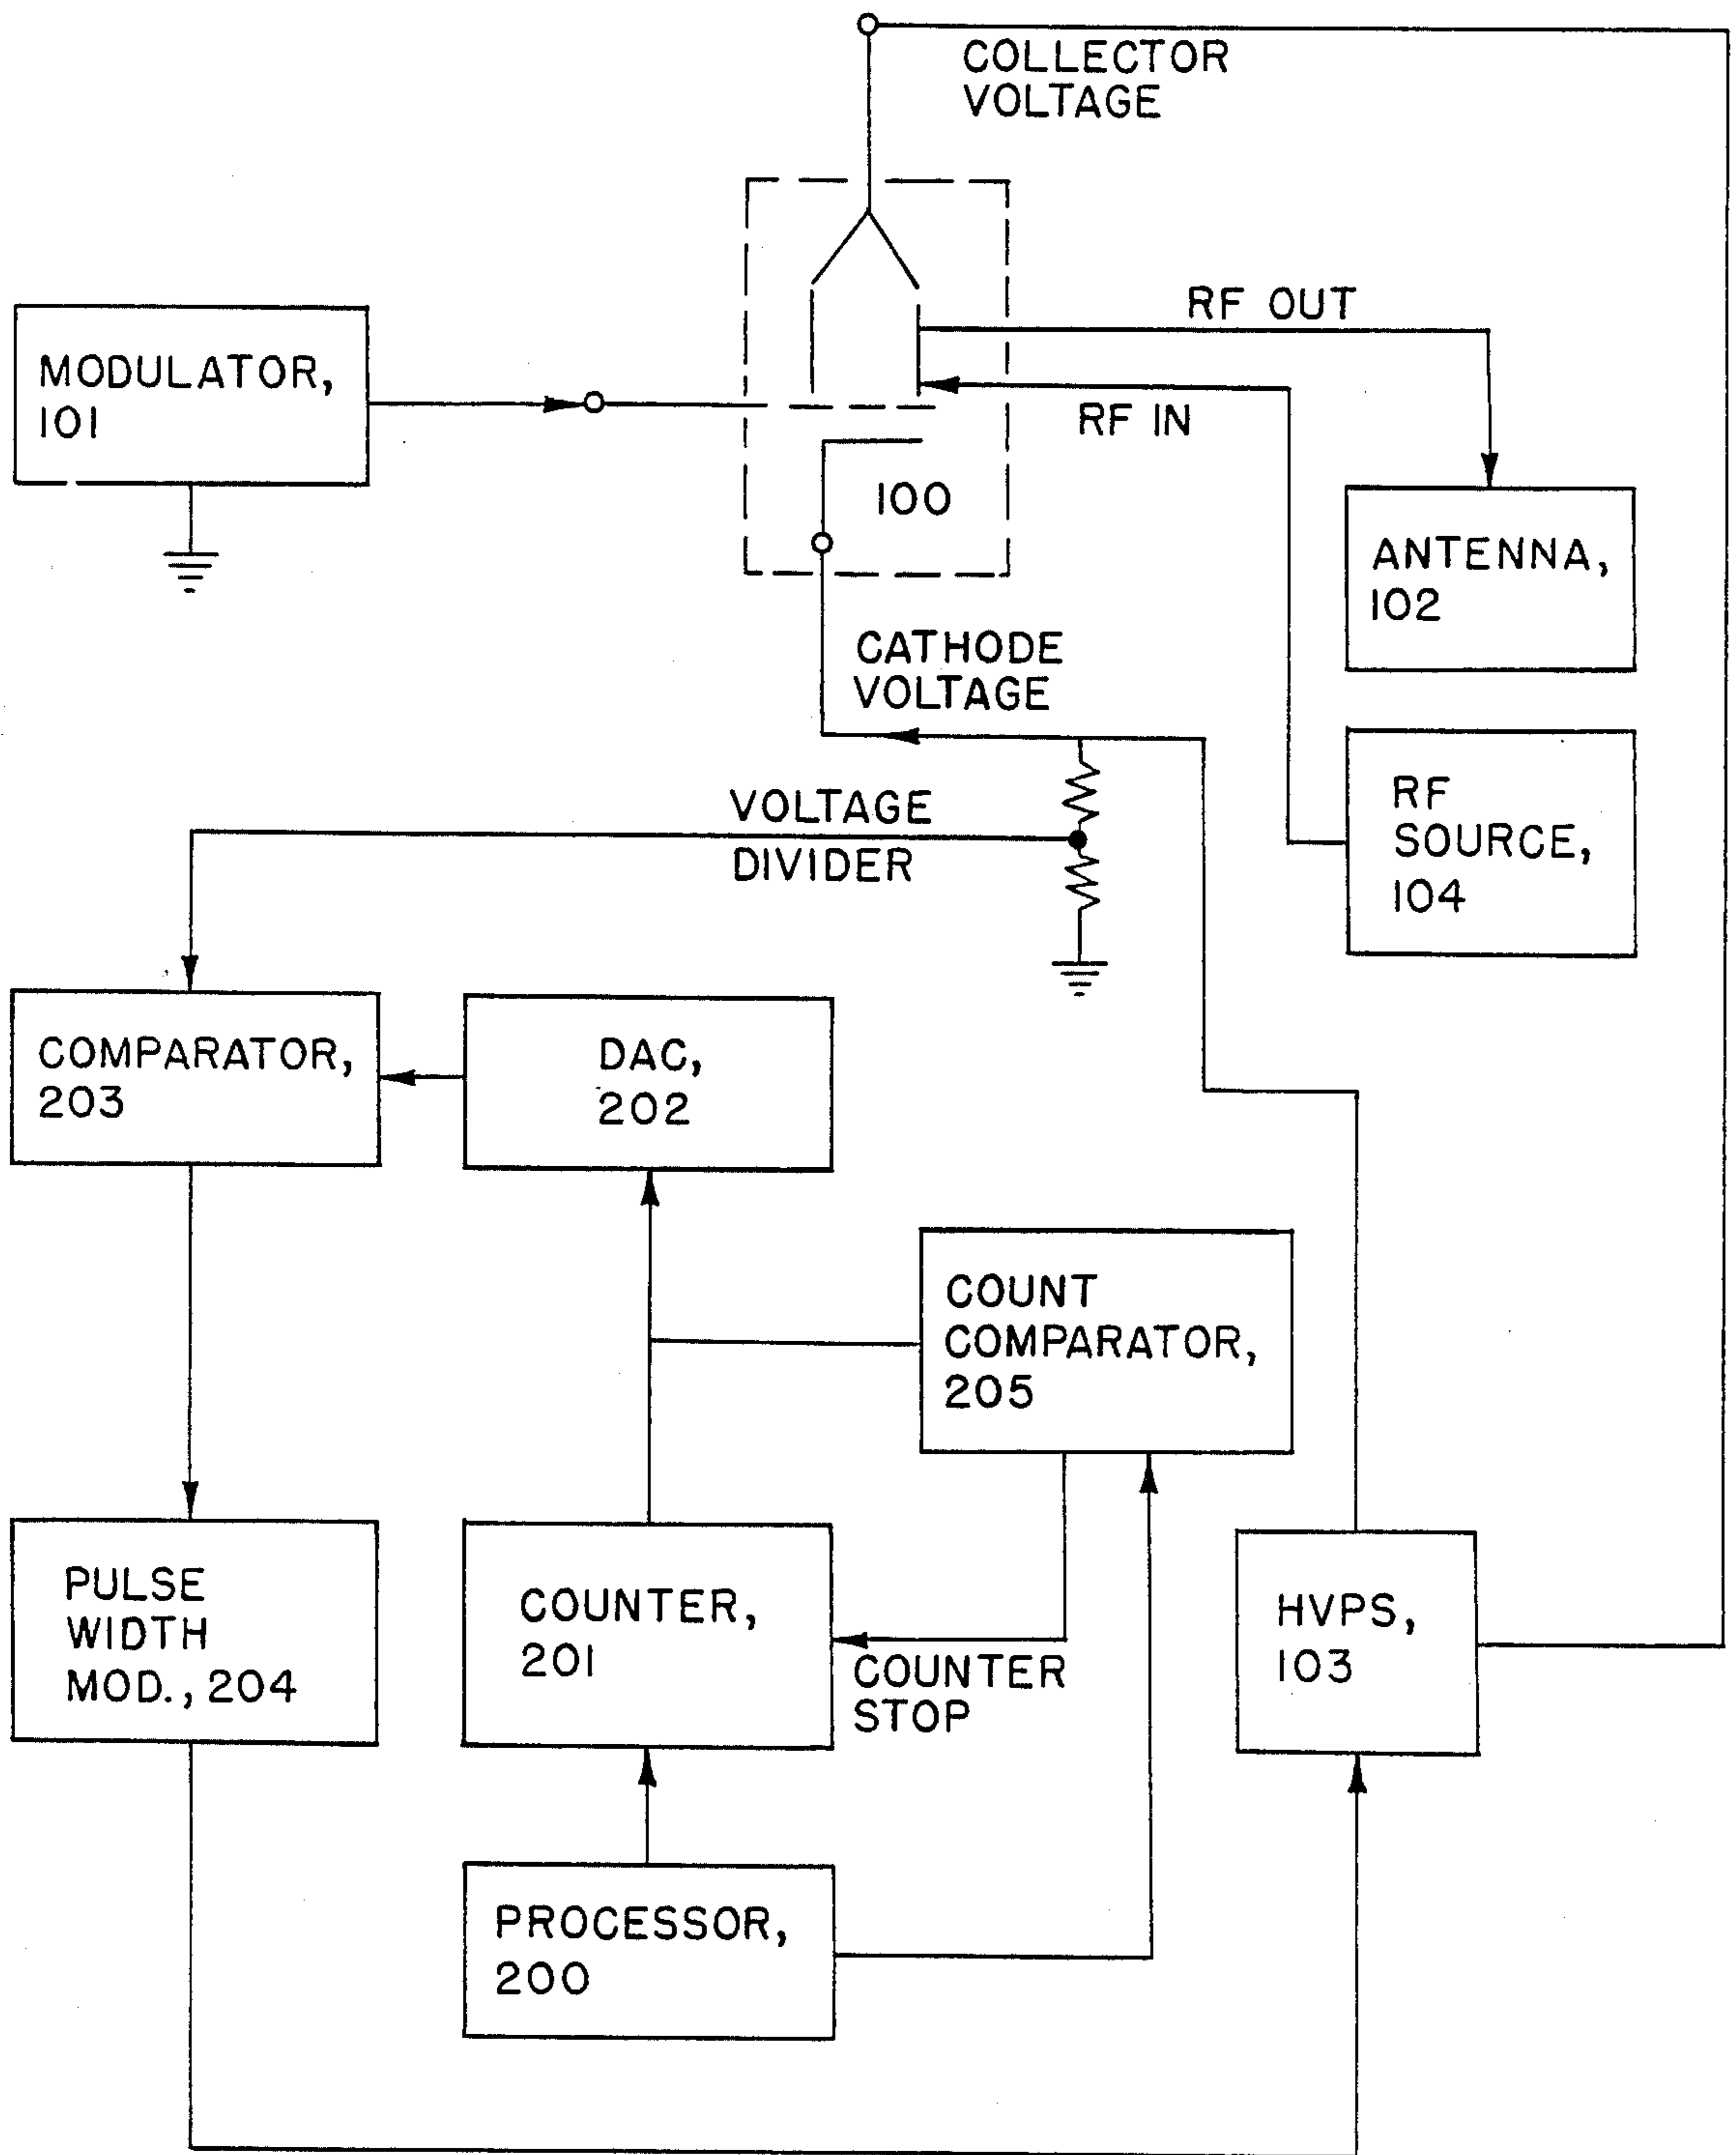 COLLECTOR
VOLTAGE
RF OUT
MODULATOR,
101
RF IN
100
ANTENNA,
102
CATHODE
VOLTAGE
RF
SOURCE,
104
VOLTAGE
DIVIDER
COMPARATOR,
203
DAC,
202
COUNT
COMPARATOR,
205
PULSE
WIDTH
MOD., 204
COUNTER,
201
COUNTER
STOP
HVPS,
103
PROCESSOR,
200